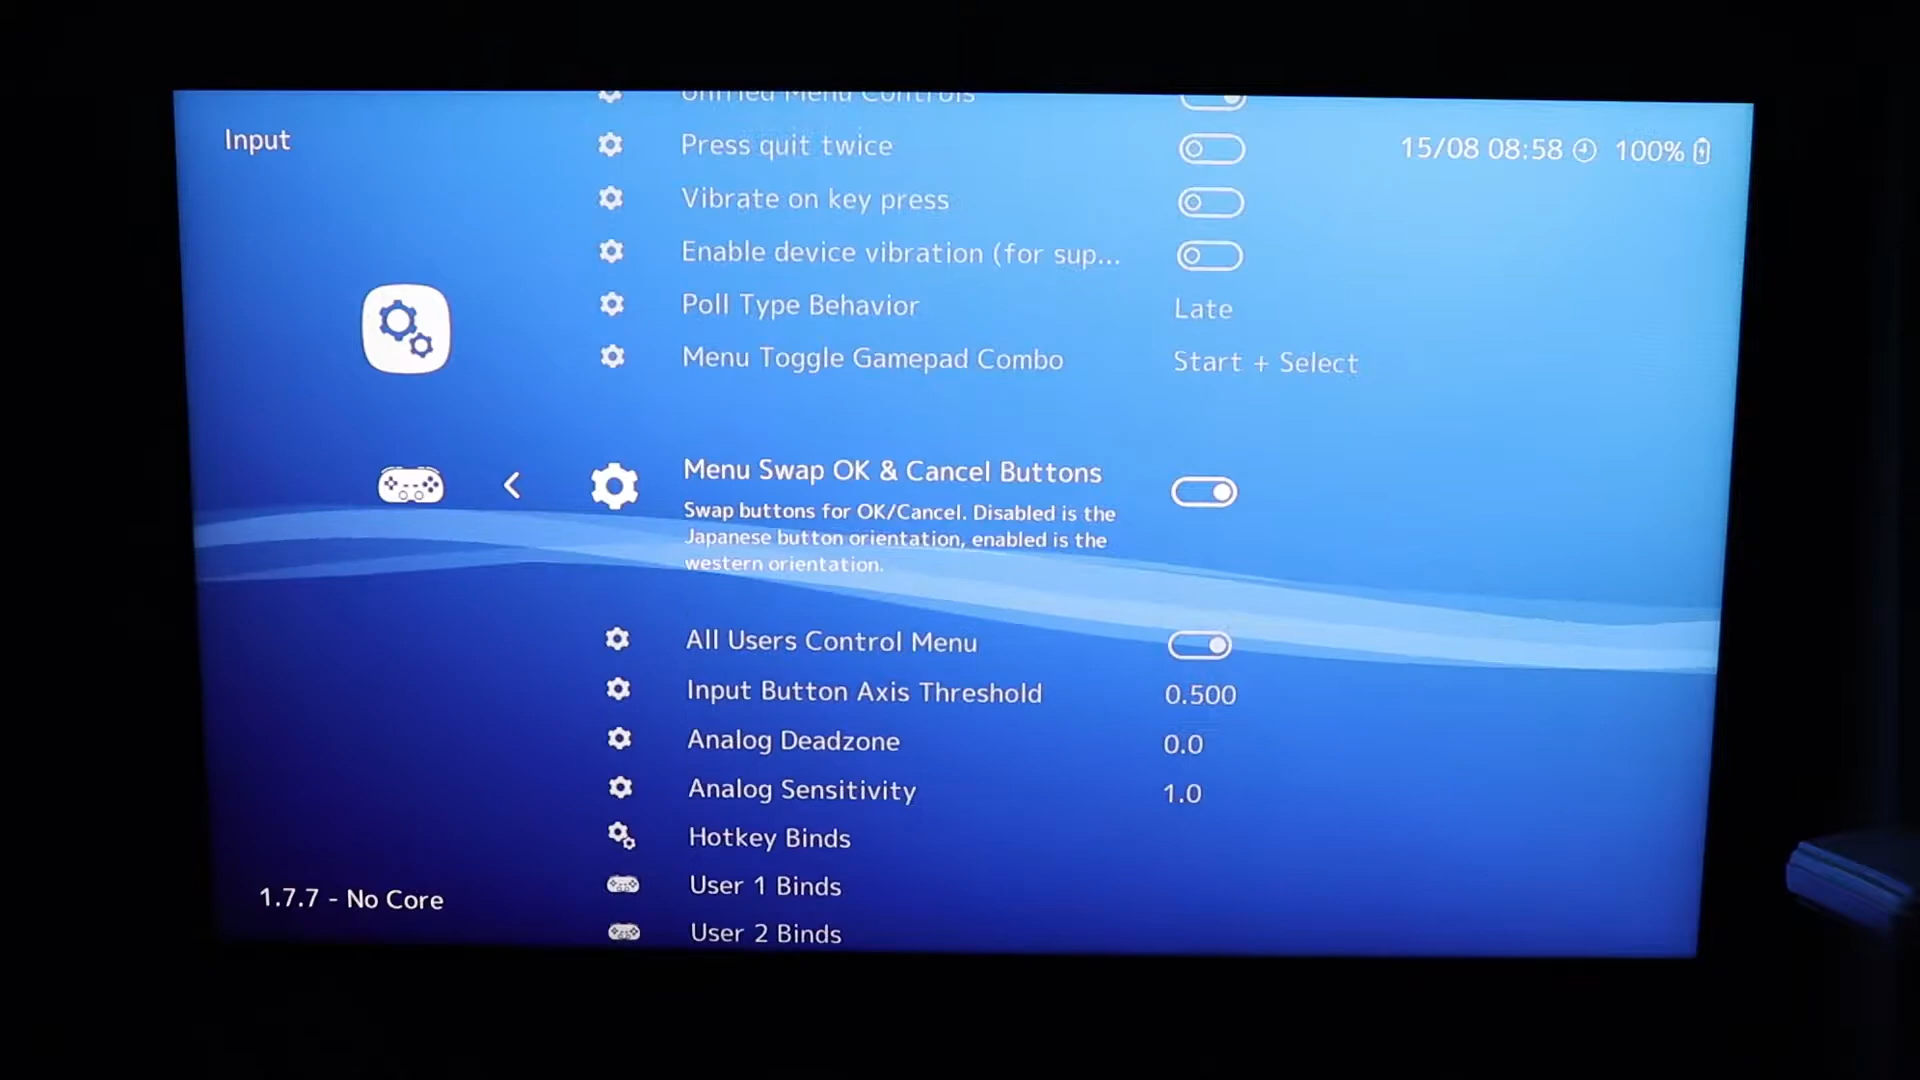 Unified Menu Controls
Input
Press quit twice
15/08 08:58 100%
Vibrate on key press
Enable device vibration (for sup...
Poll Type Behavior Late
Menu Toggle Gamepad Combo Start + Select
Menu Swap OK & Cancel Buttons
Swap buttons for OK/Cancel. Disabled is the
Japanese button orientation, enabled is the
western orientation.
All Users Control Menu
Input Button Axis Threshold 0.500
Analog Deadzone 0.0
Analog Sensitivity 1.0
Hotkey Binds
User 1 Binds
1.7.7 - No Core
User 2 Binds